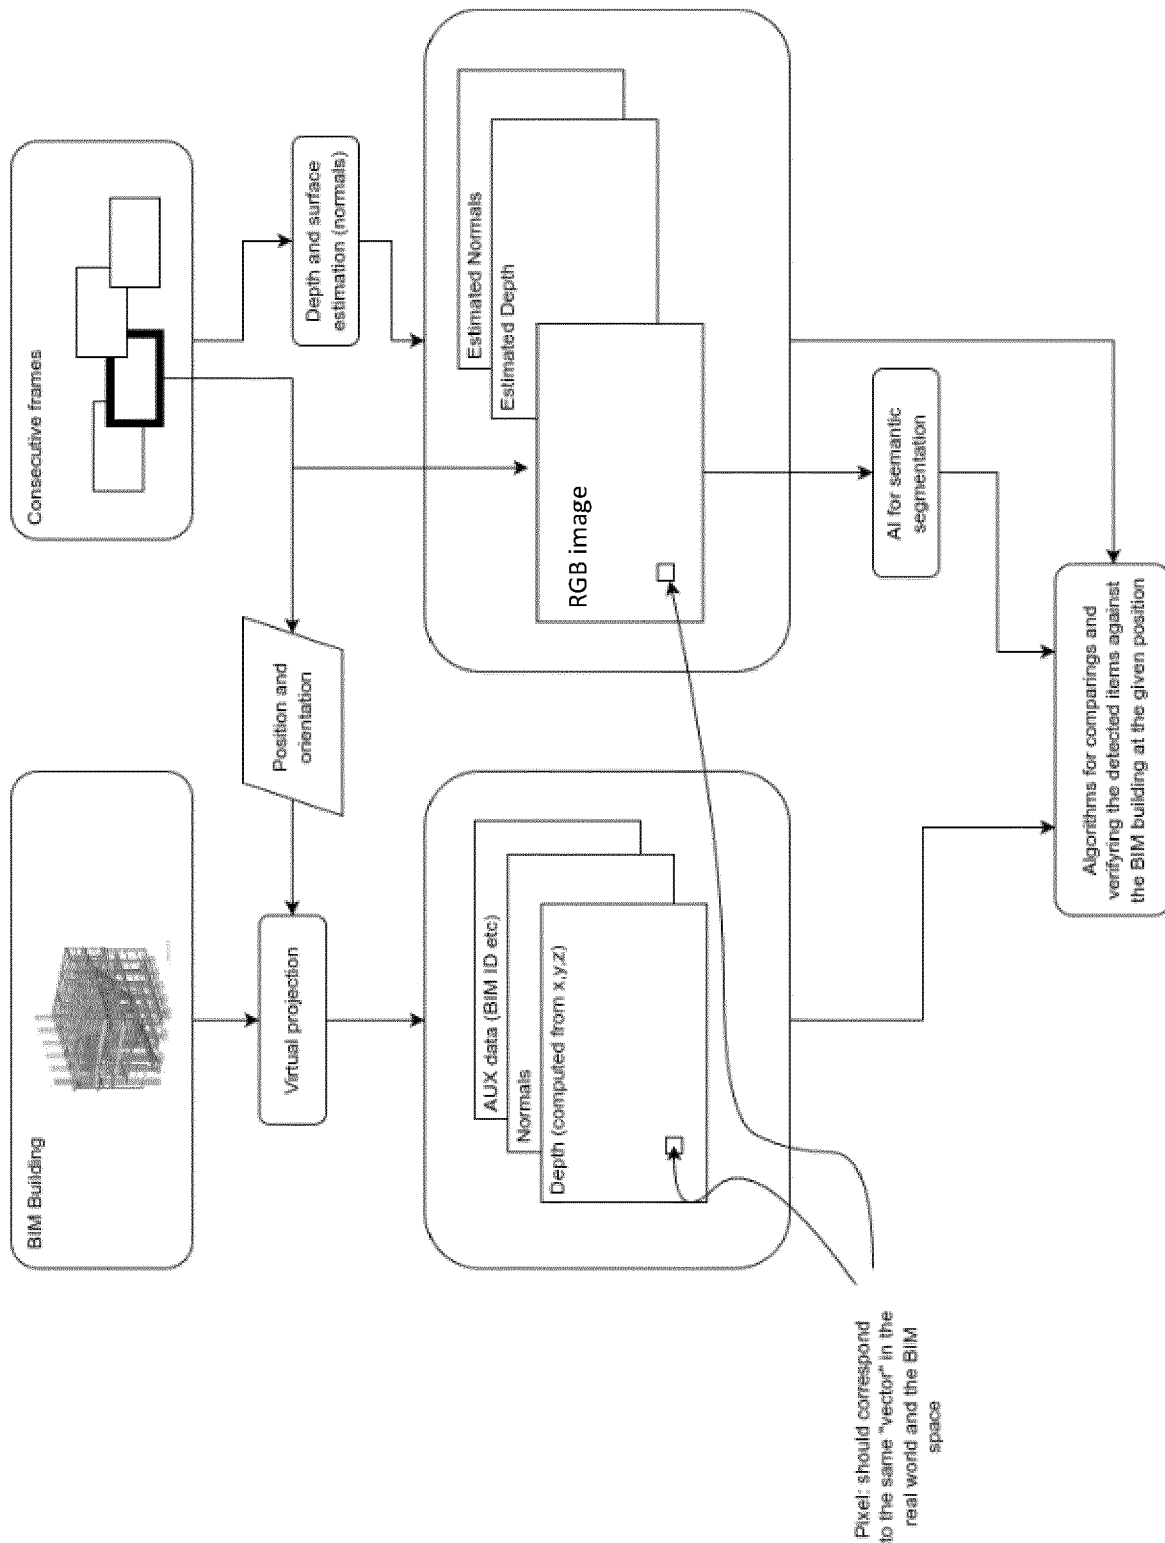 BIM Building
Consecutive frames
Position and
orientation
Depth and surface
estimation (normals)
Virtual projection
AUX data (BIM ID etc)
Normals
Depth (computed from x,y,z)
Estimated Normals
Estimated Depth
RGB image
AI for semantic
segmentation
Pixel: should correspond
to the same "vector" in the
real world and the BIM
space
Algorithms for comparings and
verifyring the detected items against
the BIM building at the given position